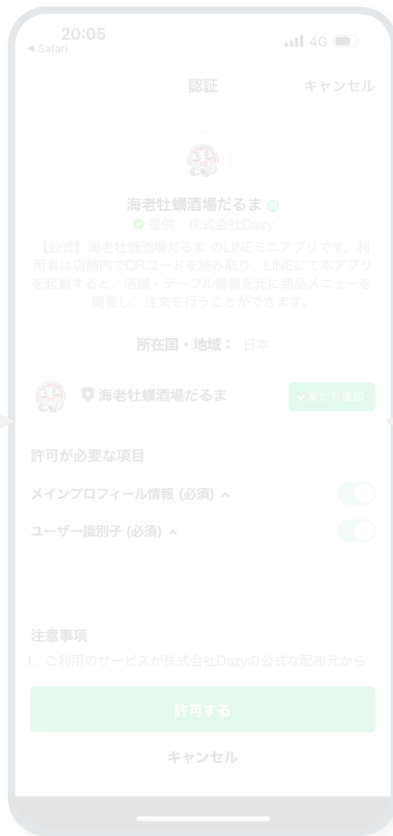 20:05
◀ Safari
4G
認証
キャンセル
海老牡蠣酒場だるま
提供：株式会社Dazy
【公式】海老牡蠣酒場だるま のLINEミニアプリです。利
用者は店舗内でQRコードを読み取り、LINEにて本アプリ
を起動すると、店舗・テーブル情報を元に商品メニューを
閲覧し、注文を行うことができます。
所在国・地域： 日本
海老牡蠣酒場だるま
✓友だち追加
許可が必要な項目
メインプロフィール情報 (必須)
ユーザー識別子 (必須)
注意事項
1、ご利用のサービスが株式会社Dazyの公式な配布元から
許可する
キャンセル